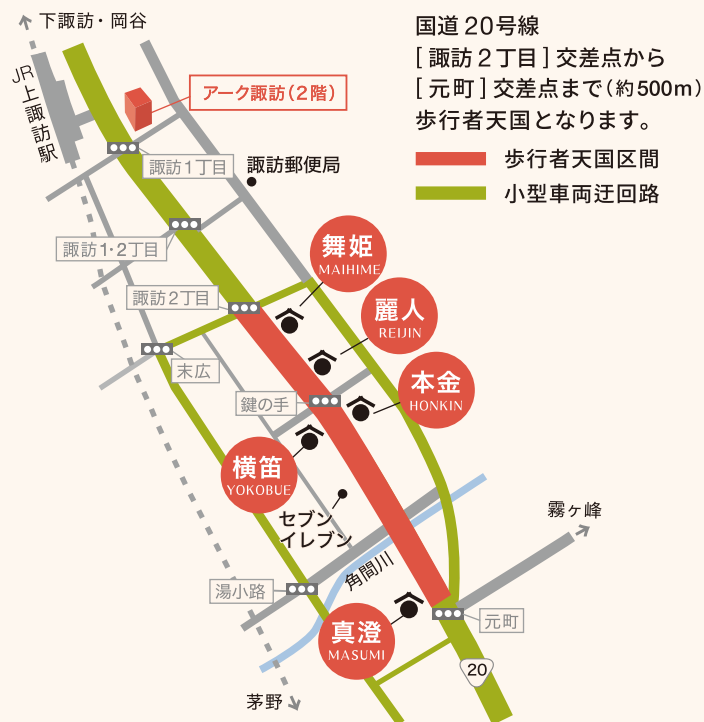 下諏訪・岡谷
JR上諏訪駅
アーク諏訪（2階）
国道20号線
[ 諏訪２丁目 ] 交差点から
[ 元町 ] 交差点まで（約500m）
歩行者天国となります。
歩行者天国区間
小型車両迂回路
諏訪1丁目
諏訪郵便局
諏訪1・2丁目
舞姫
MAIHIME
諏訪2丁目
麗人
REIJIN
末広
本金
HONKIN
鍵の手
横笛
YOKOBUE
セブン
イレブン
霧ヶ峰
角間川
湯小路
元町
真澄
MASUMI
20
茅野